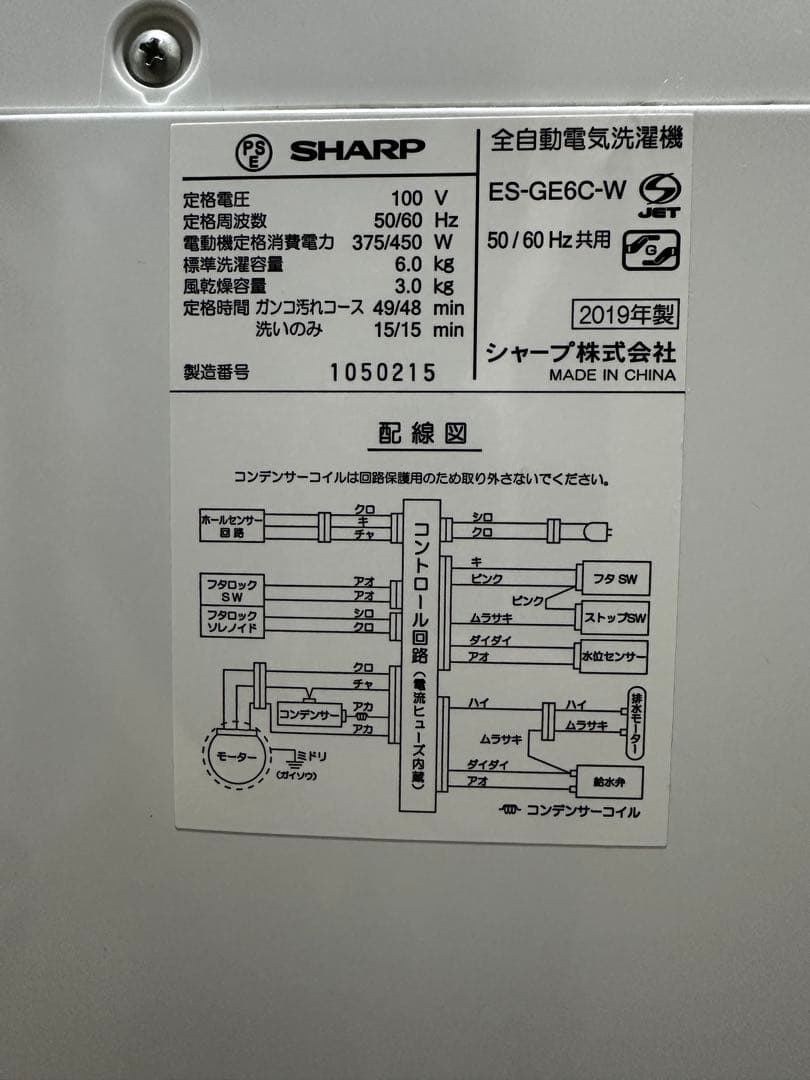 PSE SHARP
定格電圧 100 V
定格周波数 50/60 Hz
電動機定格消費電力 375/450 W
標準洗濯容量 6.0 kg
風乾燥容量 3.0 kg
定格時間 ガンコ汚れコース 49/48 min
洗いのみ 15/15 min
製造番号 1050215
全自動電気洗濯機
ES-GE6C-W
JET
50/60 Hz共用
G
2019年製
シャープ株式会社
MADE IN CHINA
配線図
コンデンサーコイルは回路保護用のため取り外さないでください。
ホールセンサー
回路
クロ
キ
チャ
フタロック
SW
アオ
アオ
フタロック
ソレノイド
シロ
クロ
クロ
チャ
コンデンサー
アカ
アカ
モーター
ミドリ
(ガイソウ)
コントロール回路(電流ヒューズ内蔵)
シロ
クロ
キ
ピンク
フタSW
ピンク
ムラサキ
ストップSW
ダイダイ
アオ
水位センサー
ハイ
ハイ
ムラサキ
排水モーター
ムラサキ
ダイダイ
アオ
給水弁
コンデンサーコイル